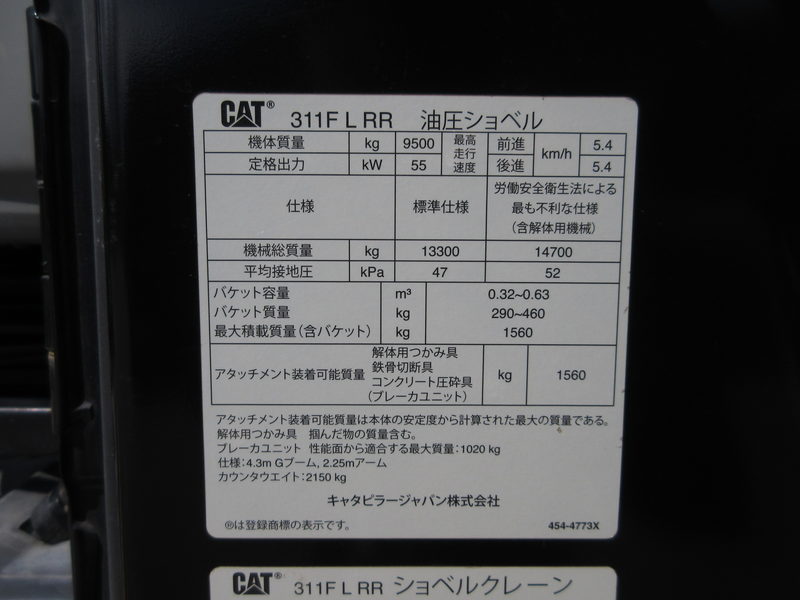 CAT® 311F L RR 油圧ショベル
機体質量 kg 9500 最高走行速度 前進 km/h 5.4
定格出力 kW 55 後進 5.4
仕様 標準仕様 労働安全衛生法による最も不利な仕様(含解体用機械)
機械総質量 kg 13300 14700
平均接地圧 kPa 47 52
バケット容量 m³ 0.32~0.63
バケット質量 kg 290~460
最大積載質量(含バケット) kg 1560
アタッチメント装着可能質量 解体用つかみ具 鉄骨切断具 コンクリート圧砕具 (ブレーカユニット) kg 1560
アタッチメント装着可能質量は本体の安定度から計算された最大の質量である。
解体用つかみ具 掴んだ物の質量含む。
ブレーカユニット 性能面から適合する最大質量:1020 kg
仕様:4.3m Gブーム, 2.25mアーム
カウンタウエイト:2150 kg
キャタピラージャパン株式会社
®は登録商標の表示です。 454-4773X
CAT® 311F L RR ショベルクレーン